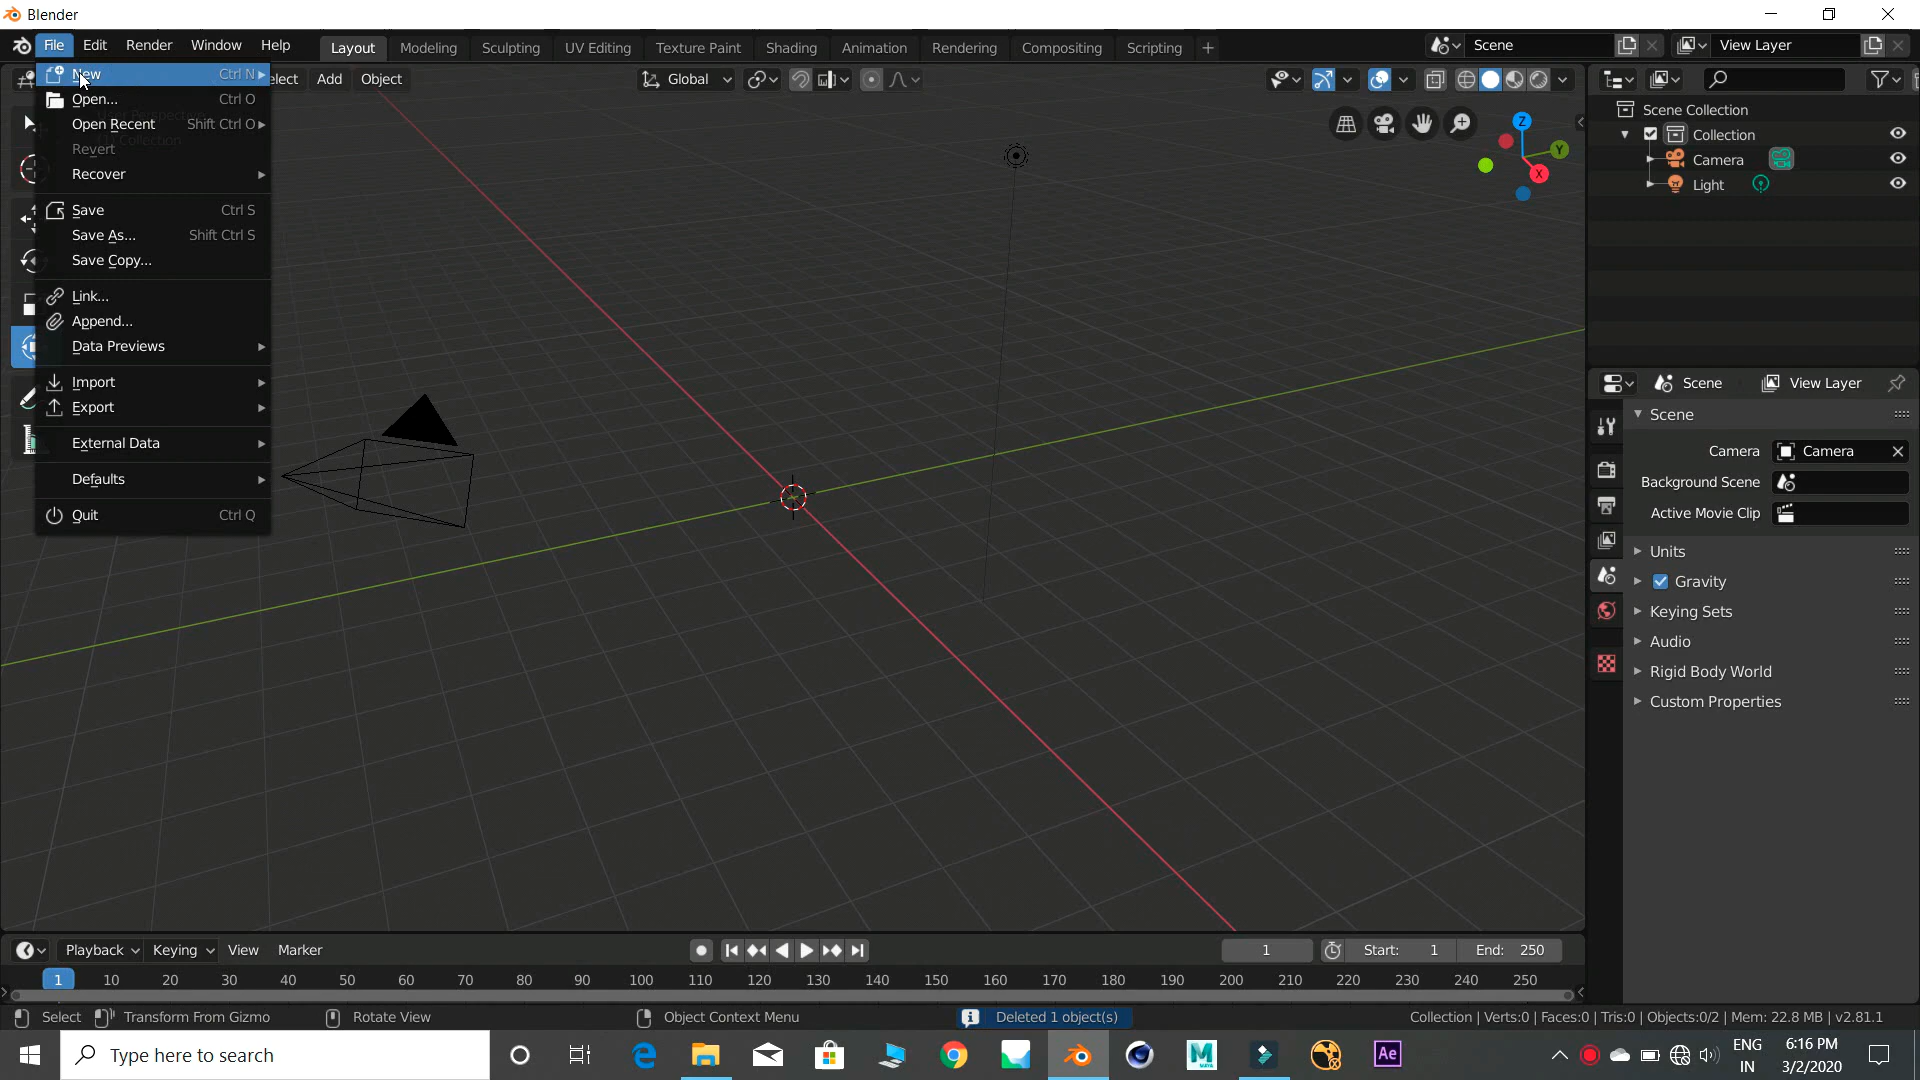 Blender
File Edit Render Window Help Layout Modeling Sculpting UV Editing Texture Paint Shading Animation Rendering Compositing Scripting + Scene View Layer
New Ctrl N
Open... Ctrl O
Open Recent Shift Ctrl O
Revert
Recover
Save Ctrl S
Save As... Shift Ctrl S
Save Copy...
Link...
Append...
Data Previews
Import
Export
External Data
Defaults
Quit Ctrl Q
Add Object Global
Z
Y
X
Scene Collection
Collection
Camera
Light
Scene View Layer
Scene
Camera Camera
Background Scene
Active Movie Clip
Units
Gravity
Keying Sets
Audio
Rigid Body World
Custom Properties
Playback Keying View Marker 1 Start: 1 End: 250
1 10 20 30 40 50 60 70 80 90 100 110 120 130 140 150 160 170 180 190 200 210 220 230 240 250
Select Transform From Gizmo Rotate View Object Context Menu Deleted 1 object(s) Collection | Verts:0 | Faces:0 | Tris:0 | Objects:0/2 | Mem: 22.8 MB | v2.81.1
Type here to search
Ae
ENG
IN
6:16 PM
3/2/2020